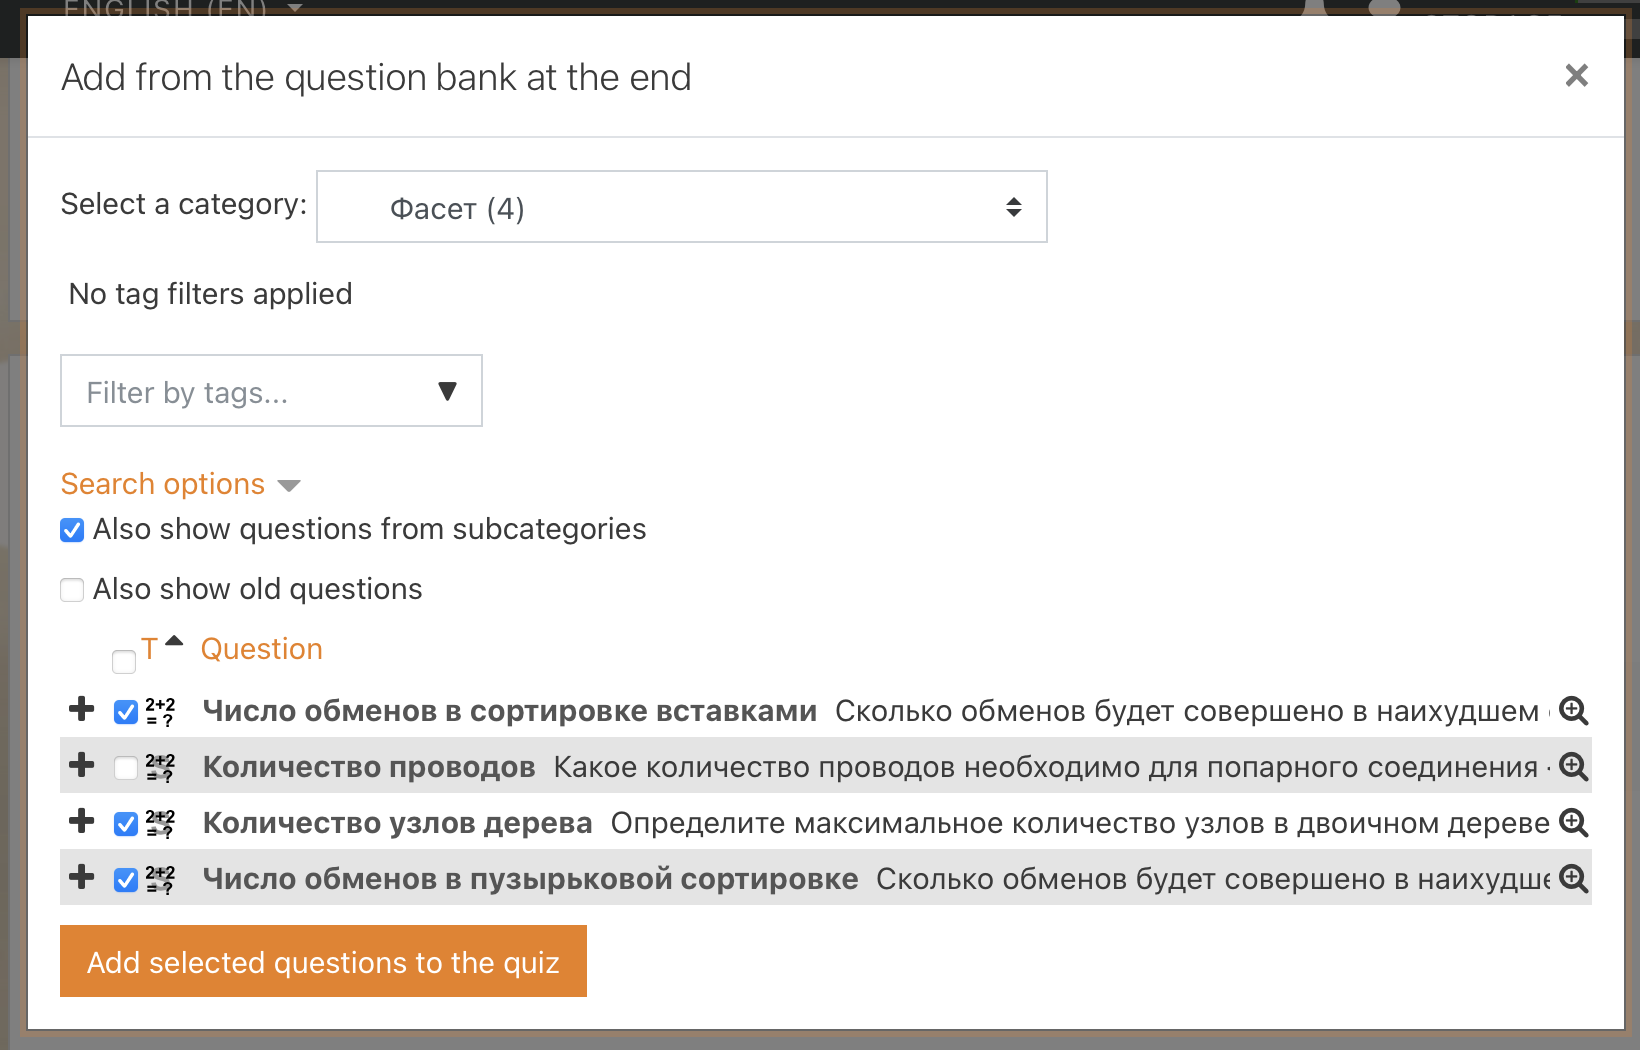 ENGLISH (EN)
Add from the question bank at the end
Select a category: Фасет (4)
No tag filters applied
Filter by tags...
Search options
Also show questions from subcategories
Also show old questions
T Question
2+2 = ? Число обменов в сортировке вставками Сколько обменов будет совершено в наихудшем
2+2 = ? Количество проводов Какое количество проводов необходимо для попарного соединения
2+2 = ? Количество узлов дерева Определите максимальное количество узлов в двоичном дереве
2+2 = ? Число обменов в пузырьковой сортировке Сколько обменов будет совершено в наихудше
Add selected questions to the quiz